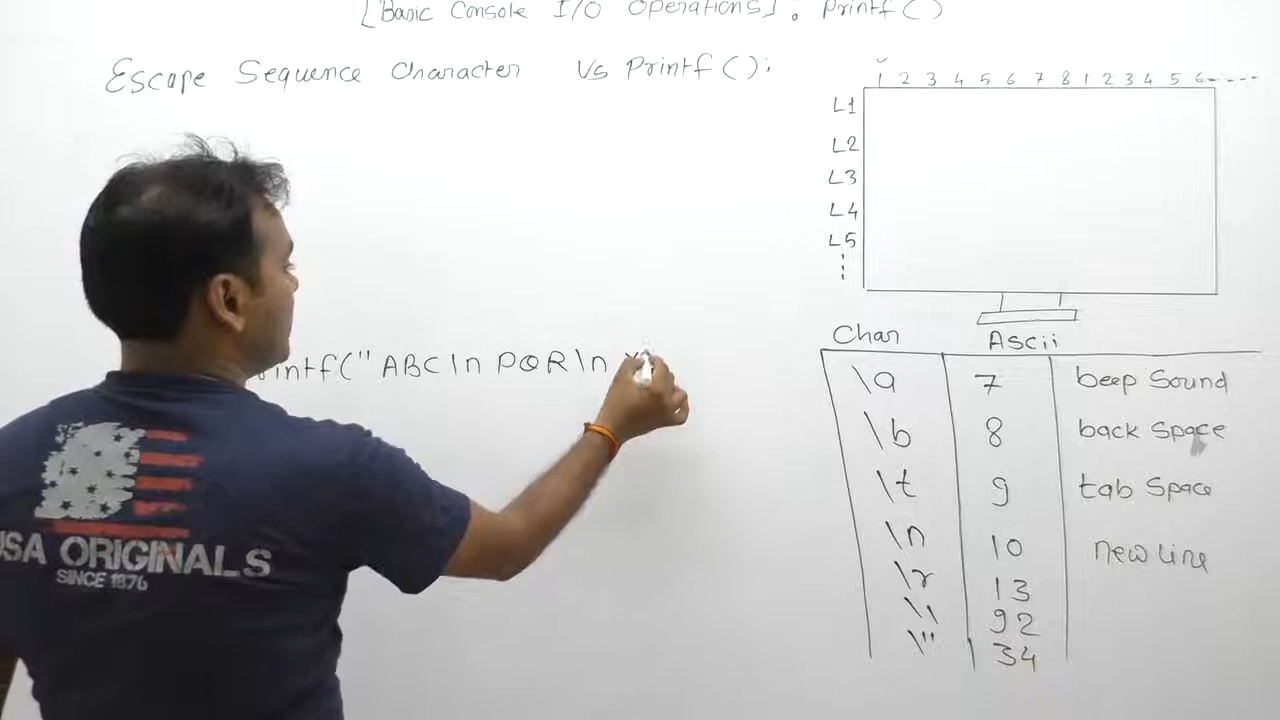 [Basic Console I/O Operations] : Printf()
Escape Sequence Character Vs Printf();
1 2 3 4 5 6 7 8 1 2 3 4 5 6-----
L1
L2
L3
L4
L5
printf(" ABC \n PQR \n X
Char Ascii
\a 7 beep Sound
\b 8 back Space
\t 9 tab Space
\n 10 new line
\r 13
\\ 92
\" 34
USA ORIGINALS
SINCE 1876